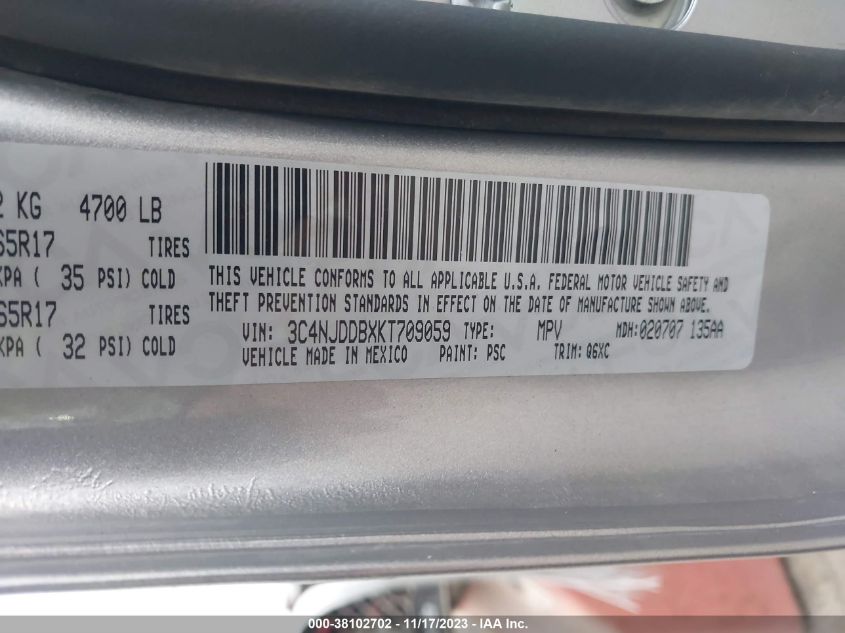 2 KG 4700 LB
S5R17 TIRES
KPA ( 35 PSI) COLD
S5R17 TIRES
KPA ( 32 PSI) COLD
THIS VEHICLE CONFORMS TO ALL APPLICABLE U.S.A. FEDERAL MOTOR VEHICLE SAFETY AND
THEFT PREVENTION STANDARDS IN EFFECT ON THE DATE OF MANUFACTURE SHOWN ABOVE.
VIN: 3C4NJDDBXKT709059 TYPE: MPV MDH:020707 135AA
VEHICLE MADE IN MEXICO PAINT: PSC TRIM: Q6XC
000-38102702 - 11/17/2023 - IAA Inc.